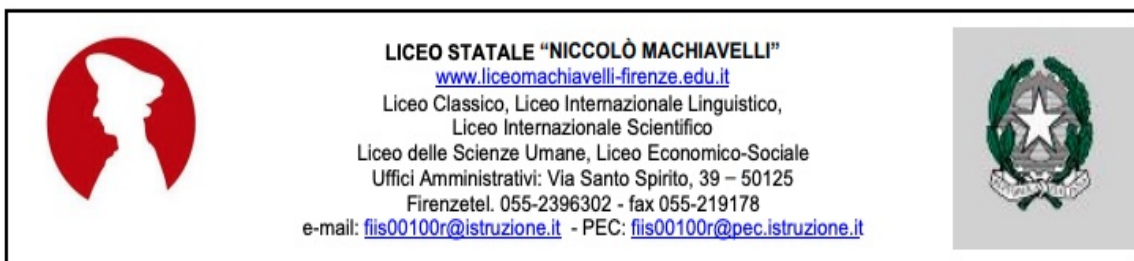 LICEO STATALE “NICCOLÒ MACHIAVELLI”
www.liceomachiavelli-firenze.edu.it
Liceo Classico, Liceo Internazionale Linguistico,
Liceo Internazionale Scientifico
Liceo delle Scienze Umane, Liceo Economico-Sociale
Uffici Amministrativi: Via Santo Spirito, 39 – 50125
Firenzetel. 055-2396302 - fax 055-219178
e-mail: fiis00100r@istruzione.it - PEC: fiis00100r@pec.istruzione.it